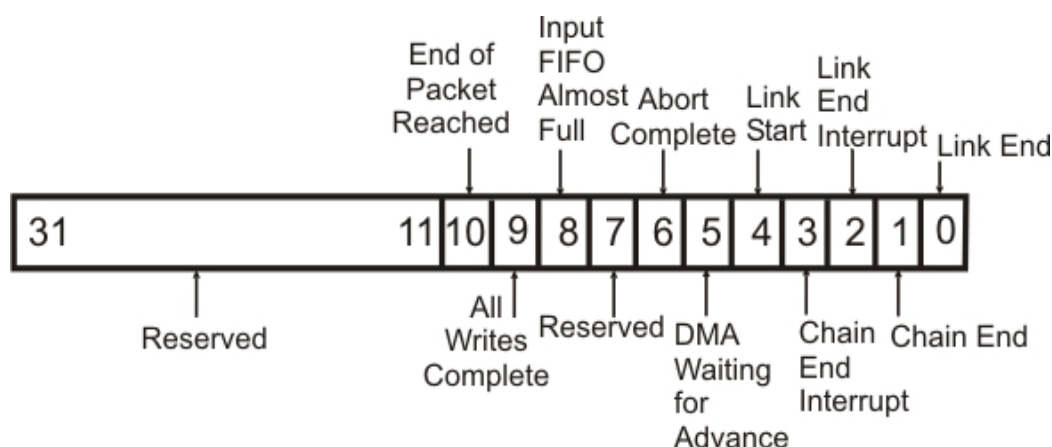 End of
Packet
Reached
Input
FIFO
Almost
Full
Abort
Complete
Link
Start
Link
End
Interrupt
Link End
31 11 10 9 8 7 6 5 4 3 2 1 0
Reserved
All
Writes
Complete
Reserved
DMA
Waiting
for
Advance
Chain
End
Interrupt
Chain End